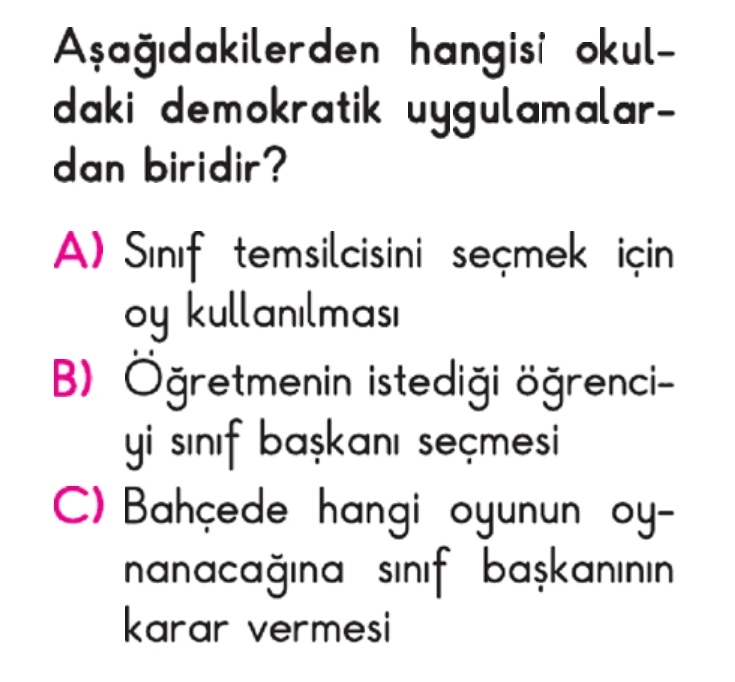 Aşağıdakilerden hangisi okul-
daki demokratik uygulamalar-
dan biridir?
A) Sınıf temsilcisini seçmek için
oy kullanılması
B) Öğretmenin istediği öğrenci-
yi sınıf başkanı seçmesi
C) Bahçede hangi oyunun oy-
nanacağına sınıf başkanının
karar vermesi